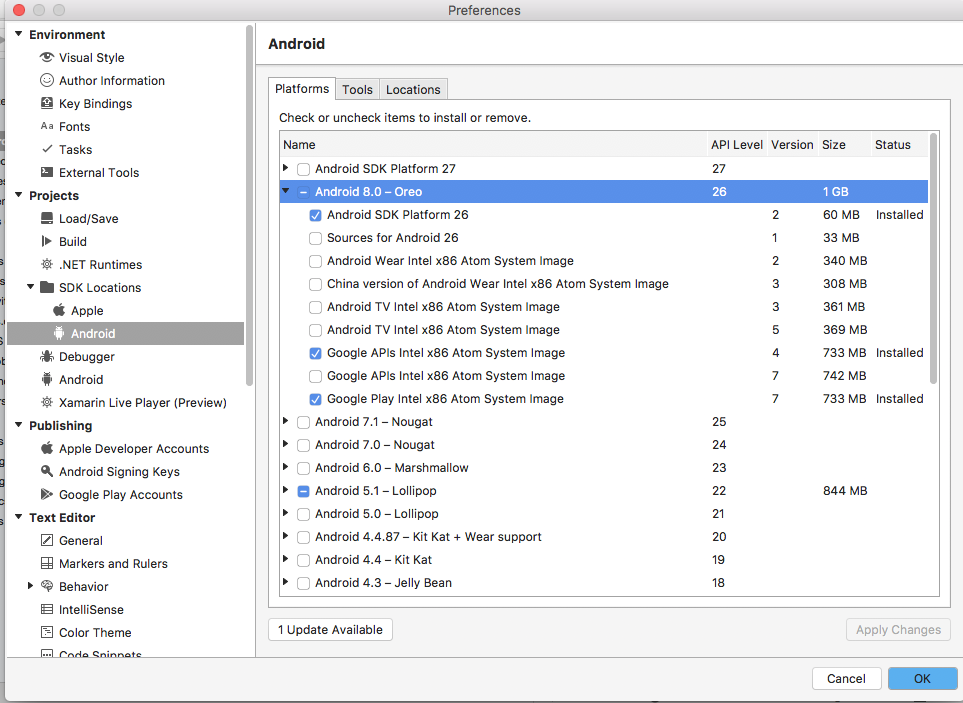 Preferences
Environment
Visual Style
Author Information
Key Bindings
Aa Fonts
Tasks
External Tools
Projects
Load/Save
Build
.NET Runtimes
SDK Locations
Apple
Android
Debugger
Android
Xamarin Live Player (Preview)
Publishing
Apple Developer Accounts
Android Signing Keys
Google Play Accounts
Text Editor
General
Markers and Rulers
Behavior
IntelliSense
Color Theme
Code Snippets
Android
Platforms Tools Locations
Check or uncheck items to install or remove.
Name API Level Version Size Status
Android SDK Platform 27 27
Android 8.0 – Oreo 26 1 GB
Android SDK Platform 26 2 60 MB Installed
Sources for Android 26 1 33 MB
Android Wear Intel x86 Atom System Image 2 340 MB
China version of Android Wear Intel x86 Atom System Image 3 308 MB
Android TV Intel x86 Atom System Image 3 361 MB
Android TV Intel x86 Atom System Image 5 369 MB
Google APIs Intel x86 Atom System Image 4 733 MB Installed
Google APIs Intel x86 Atom System Image 7 742 MB
Google Play Intel x86 Atom System Image 7 733 MB Installed
Android 7.1 – Nougat 25
Android 7.0 – Nougat 24
Android 6.0 – Marshmallow 23
Android 5.1 – Lollipop 22 844 MB
Android 5.0 – Lollipop 21
Android 4.4.87 – Kit Kat + Wear support 20
Android 4.4 – Kit Kat 19
Android 4.3 – Jelly Bean 18
1 Update Available Apply Changes
Cancel OK